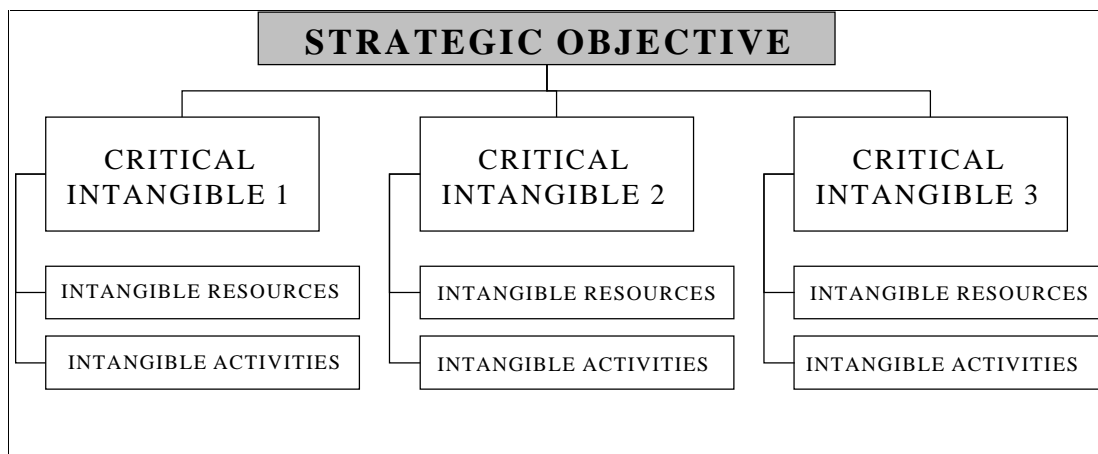 STRATEGIC OBJECTIVE
CRITICAL
INTANGIBLE 1
CRITICAL
INTANGIBLE 2
CRITICAL
INTANGIBLE 3
INTANGIBLE RESOURCES
INTANGIBLE RESOURCES
INTANGIBLE RESOURCES
INTANGIBLE ACTIVITIES
INTANGIBLE ACTIVITIES
INTANGIBLE ACTIVITIES